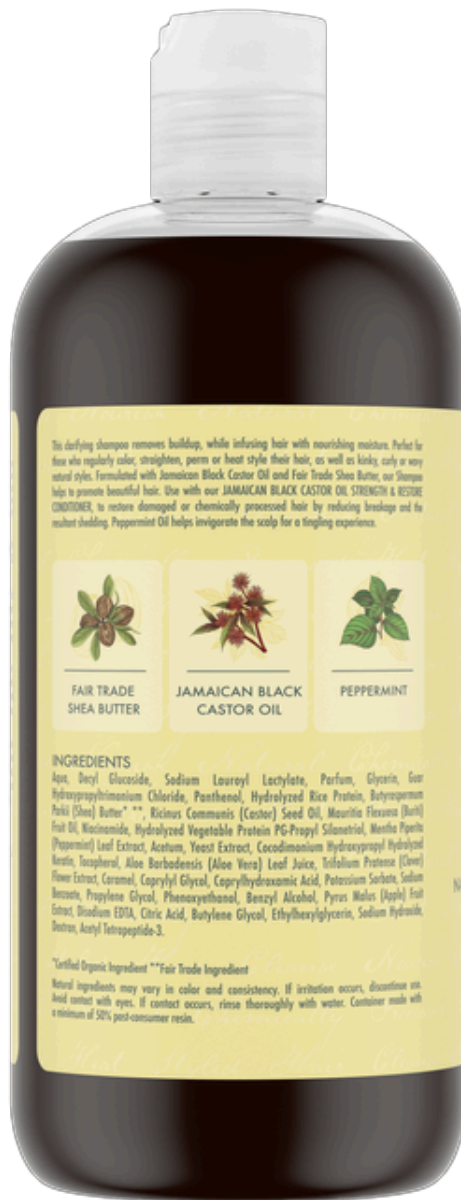 This clarifying shampoo removes buildup, while infusing hair with nourishing moisture. Perfect for
those who regularly color, straighten, perm or heat style their hair, as well as kinky, curly or wavy
natural styles. Formulated with Jamaican Black Castor Oil and Fair Trade Shea Butter, our Shampoo
helps to promote beautiful hair. Use with our JAMAICAN BLACK CASTOR OIL STRENGTH & RESTORE
CONDITIONER, to restore damaged or chemically processed hair by reducing breakage and the
resultant shedding. Peppermint Oil helps invigorate the scalp for a tingling experience.
FAIR TRADE
SHEA BUTTER
JAMAICAN BLACK
CASTOR OIL
PEPPERMINT
INGREDIENTS
Aqua, Decyl Glucoside, Sodium Lauroyl Lactylate, Parfum, Glycerin, Guar
Hydroxypropyltrimonium Chloride, Panthenol, Hydrolyzed Rice Protein, Butyrospermum
Parkii (Shea) Butter* **, Ricinus Communis (Castor) Seed Oil, Mauritia Flexuosa (Buriti)
Fruit Oil, Niacinamide, Hydrolyzed Vegetable Protein PG-Propyl Silanetriol, Mentha Piperita
(Peppermint) Leaf Extract, Acetum, Yeast Extract, Cocodimonium Hydroxypropyl Hydrolyzed
Keratin, Tocopherol, Aloe Barbadensis (Aloe Vera) Leaf Juice, Trifolium Pratense (Clover)
Flower Extract, Caramel, Caprylyl Glycol, Caprylhydroxamic Acid, Potassium Sorbate, Sodium
Benzoate, Propylene Glycol, Phenoxyethanol, Benzyl Alcohol, Pyrus Malus (Apple) Fruit
Extract, Disodium EDTA, Citric Acid, Butylene Glycol, Ethylhexylglycerin, Sodium Hydroxide,
Dextran, Acetyl Tetrapeptide-3.
*Certified Organic Ingredient **Fair Trade Ingredient
Natural ingredients may vary in color and consistency. If irritation occurs, discontinue use.
Avoid contact with eyes. If contact occurs, rinse thoroughly with water. Container made with
a minimum of 50% post-consumer resin.